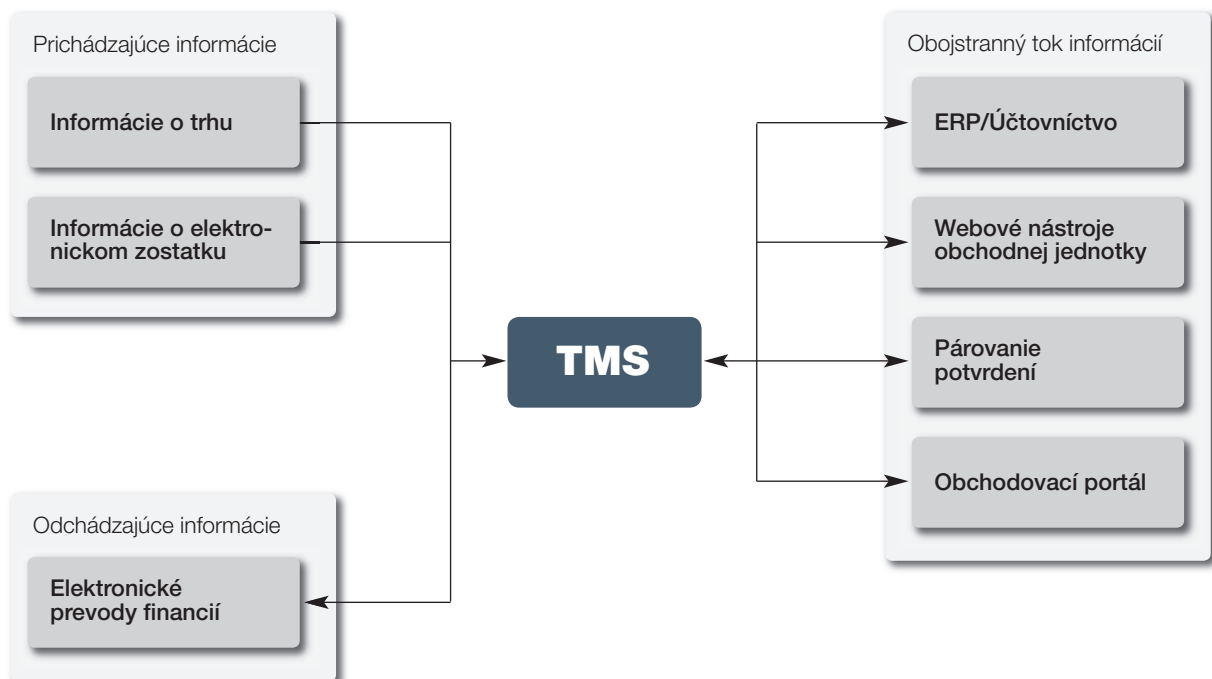 Prichádzajúce informácie
Informácie o trhu
Informácie o elektro-
nickom zostatku
Odchádzajúce informácie
Elektronické
prevody financií
TMS
Obojstranný tok informácií
ERP/Účtovníctvo
Webové nástroje
obchodnej jednotky
Párovanie
potvrdení
Obchodovací portál